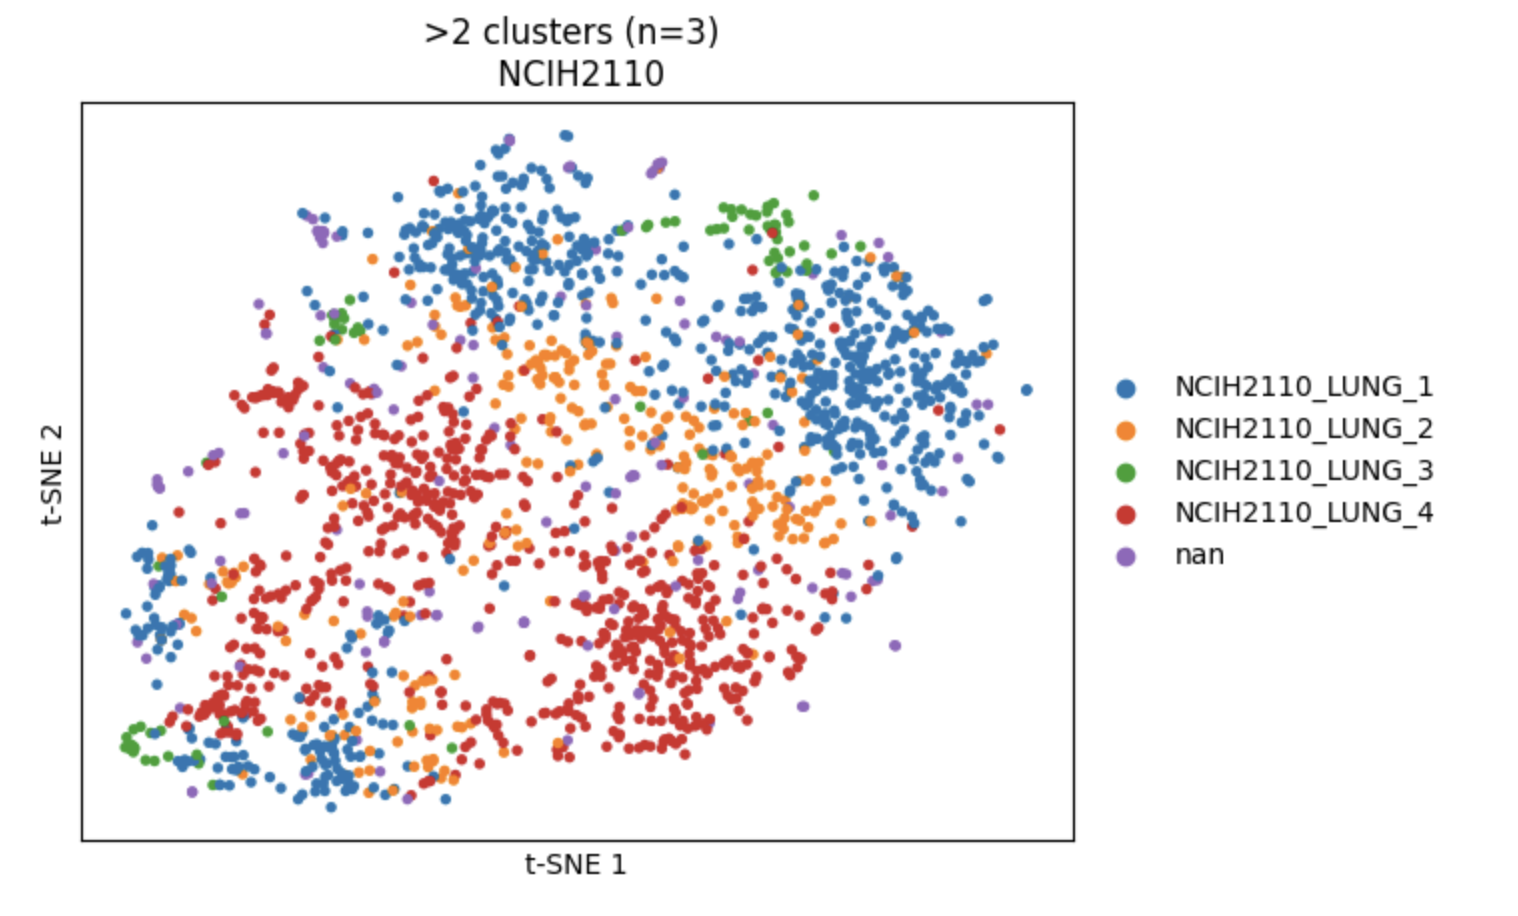 >2 clusters (n=3)
NCIH2110
t-SNE 2
NCIH2110_LUNG_1
NCIH2110_LUNG_2
NCIH2110_LUNG_3
NCIH2110_LUNG_4
nan
t-SNE 1